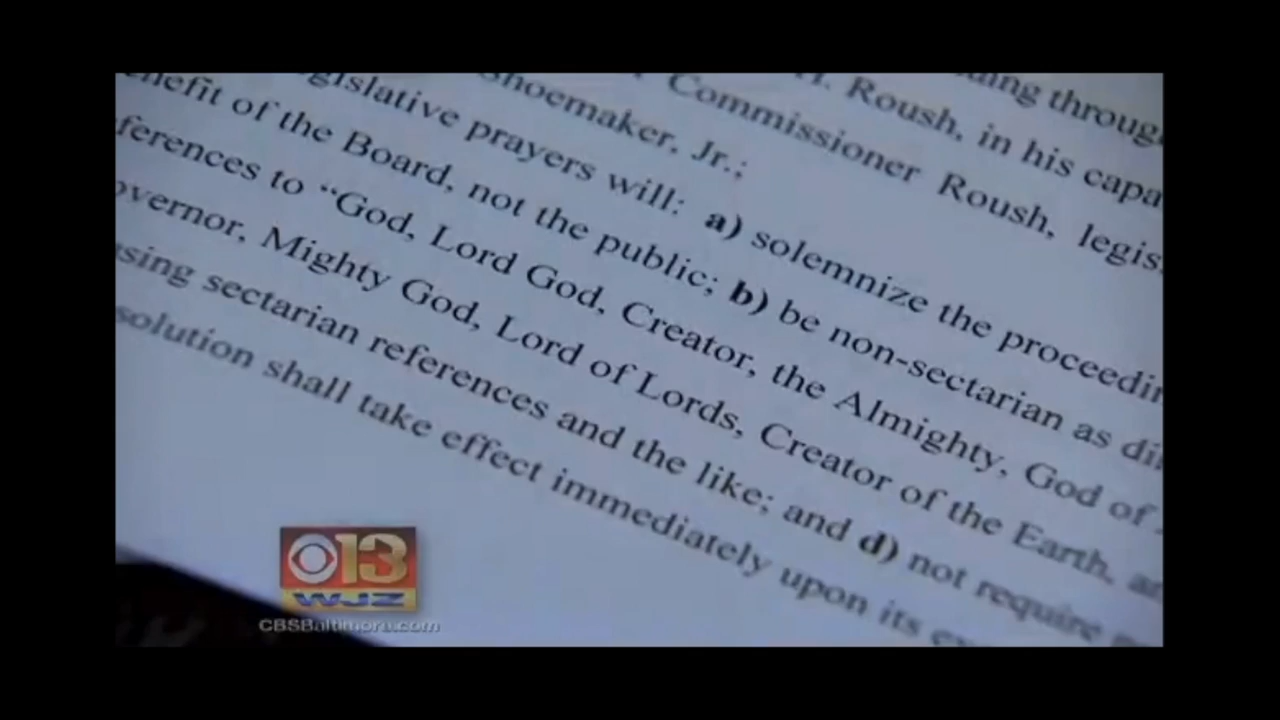 through
Roush, in his capa
Commissioner Roush, legis
Shoemaker, Jr.;
gislative prayers will: a) solemnize the proceedin
enefit of the Board, not the public; b) be non-sectarian as di
ferences to “God, Lord God, Creator, the Almighty, God of
overnor, Mighty God, Lord of Lords, Creator of the Earth,
using sectarian references and the like; and d) not require
solution shall take effect immediately upon its
13
WJZ
CBSBaltimore.com